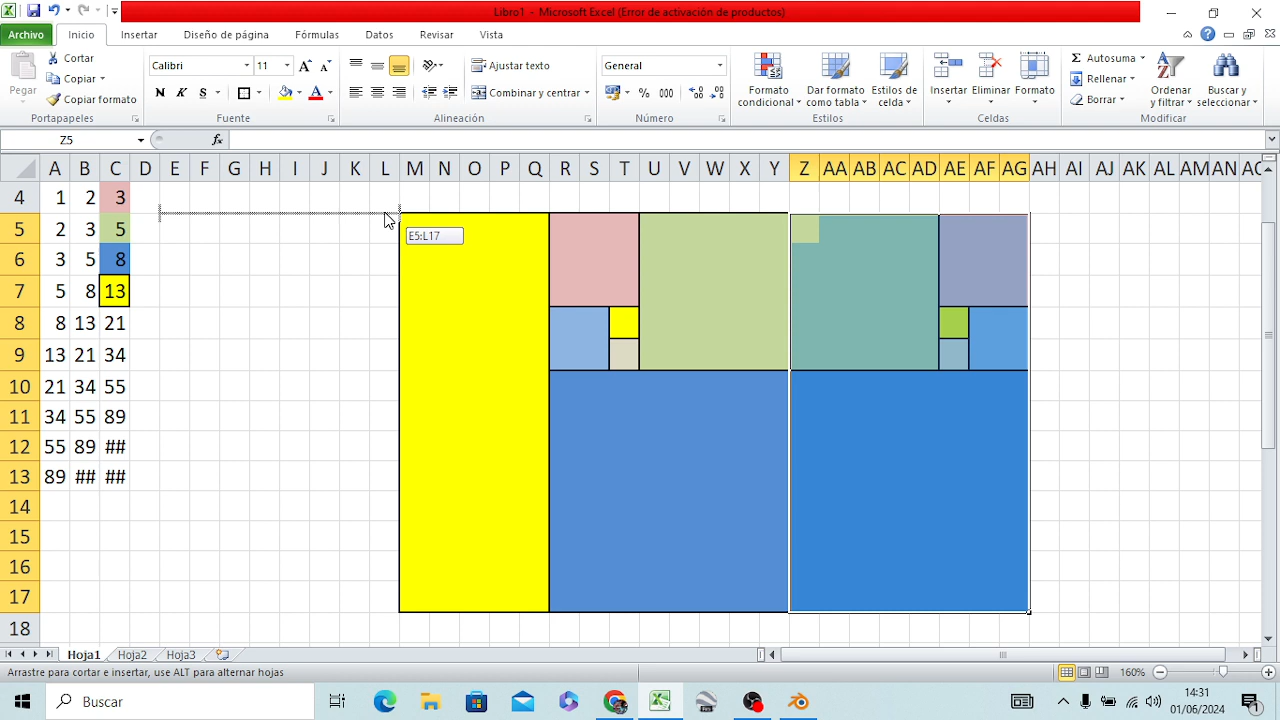 Libro1 - Microsoft Excel (Error de activación de productos)
Archivo Inicio Insertar Diseño de página Fórmulas Datos Revisar Vista
Pegar
Cortar
Copiar
Copiar formato
Portapapeles
Calibri 11
N K S
Fuente
Ajustar texto
Combinar y centrar
Alineación
General
% 000
Número
Formato condicional
Dar formato como tabla
Estilos de celda
Estilos
Insertar Eliminar Formato
Celdas
Σ Autosuma
Rellenar
Borrar
Ordenar y filtrar
Buscar y seleccionar
Modificar
Z5 fx
A B C D E F G H I J K L M N O P Q R S T U V W X Y Z AA AB AC AD AE AF AG AH AI AJ AK AL AM AN
4 1 2 3
5 2 3 5
E5:L17
6 3 5 8
7 5 8 13
8 8 13 21
9 13 21 34
10 21 34 55
11 34 55 89
12 55 89 ##
13 89 ## ##
14
15
16
17
18
Hoja1 Hoja2 Hoja3
Arrastre para cortar e insertar, use ALT para alternar hojas
160%
Buscar
14:31
01/06/2024
1